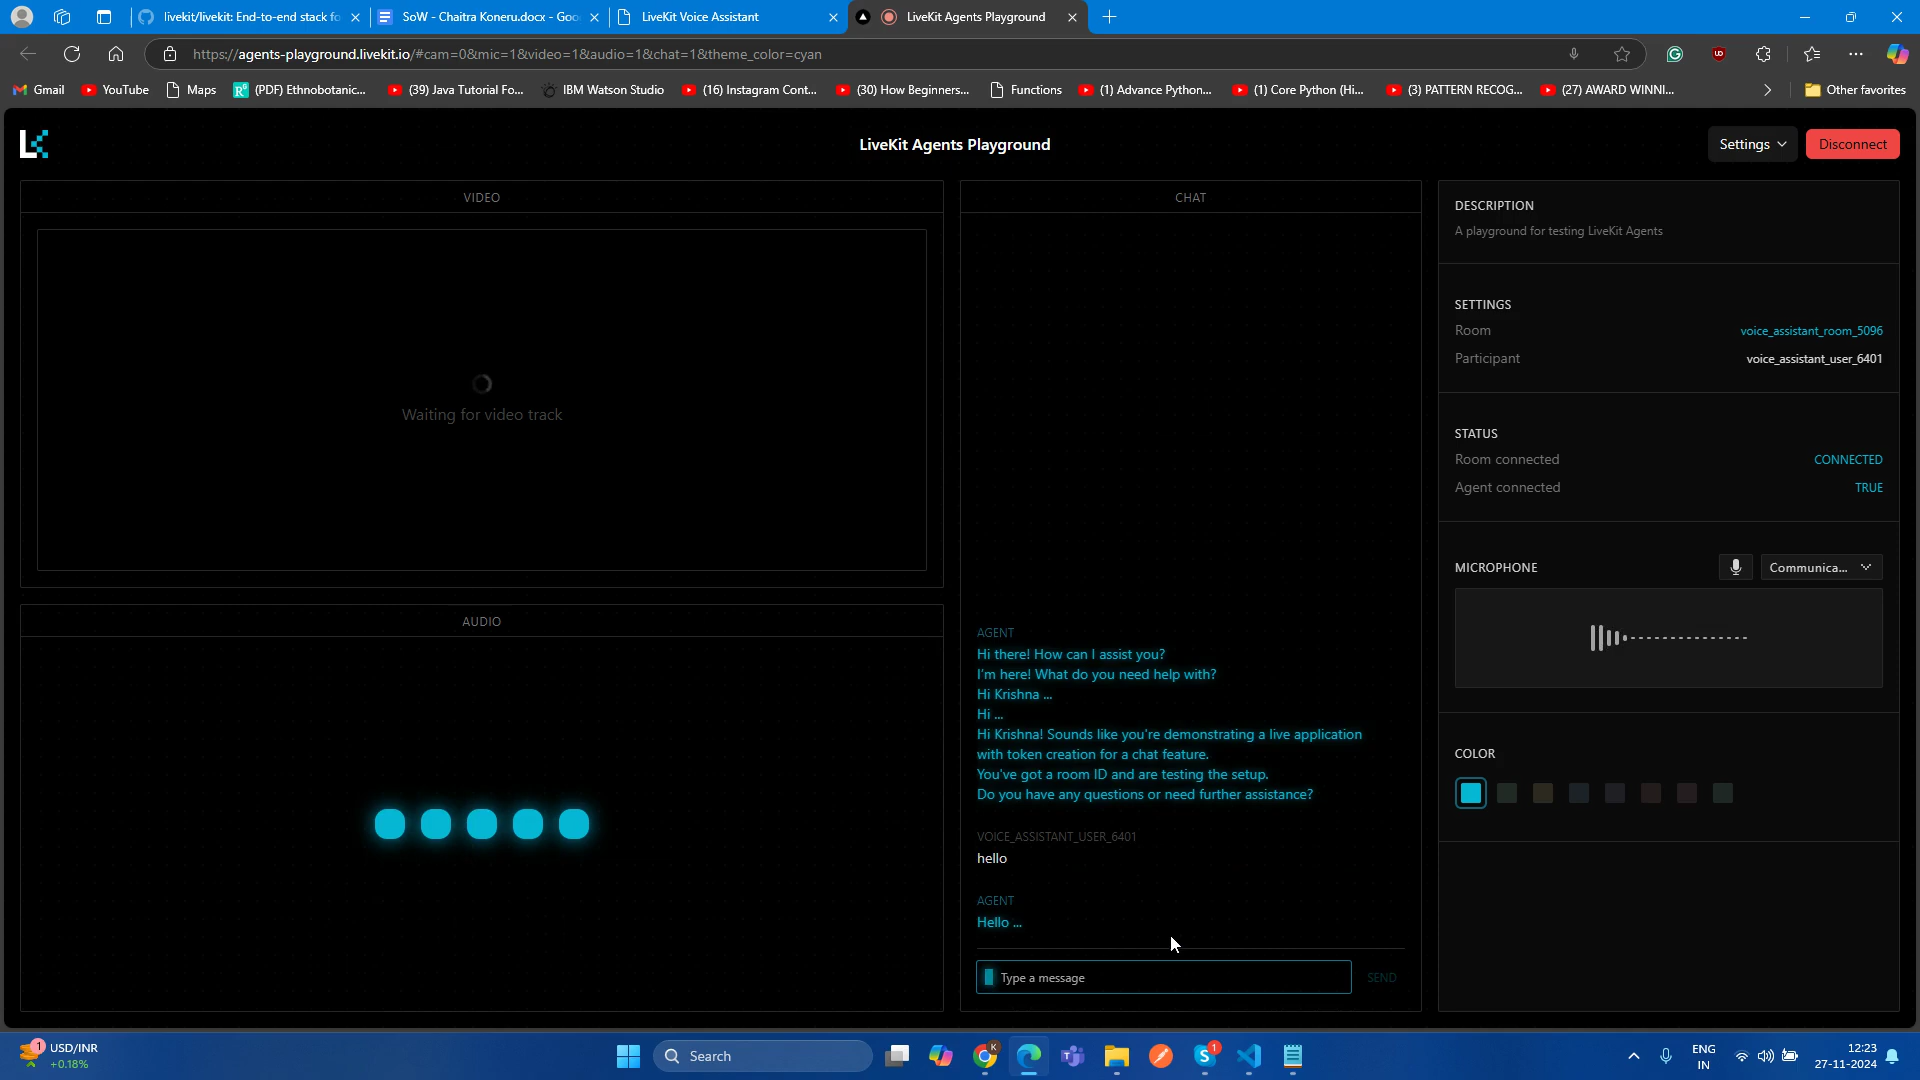 livekit/livekit: End-to-end stack fo
SoW - Chaitra Koneru.docx - Goo
LiveKit Voice Assistant
LiveKit Agents Playground
https://agents-playground.livekit.io/#cam=0&mic=1&video=1&audio=1&chat=1&theme_color=cyan
Gmail
YouTube
Maps
(PDF) Ethnobotanic...
(39) Java Tutorial Fo...
IBM Watson Studio
(16) Instagram Cont...
(30) How Beginners...
Functions
(1) Advance Python...
(1) Core Python (Hi...
(3) PATTERN RECOG...
(27) AWARD WINNI...
Other favorites
LiveKit Agents Playground
Settings
Disconnect
VIDEO
Waiting for video track
AUDIO
CHAT
AGENT
Hi there! How can I assist you?
I'm here! What do you need help with?
Hi Krishna ...
Hi ...
Hi Krishna! Sounds like you're demonstrating a live application
with token creation for a chat feature.
You've got a room ID and are testing the setup.
Do you have any questions or need further assistance?
VOICE_ASSISTANT_USER_6401
hello
AGENT
Hello ...
Type a message
SEND
DESCRIPTION
A playground for testing LiveKit Agents
SETTINGS
Room voice_assistant_room_5096
Participant voice_assistant_user_6401
STATUS
Room connected CONNECTED
Agent connected TRUE
MICROPHONE
Communica...
COLOR
1
USD/INR
+0.18%
Search
K
1
ENG
IN
12:23
27-11-2024